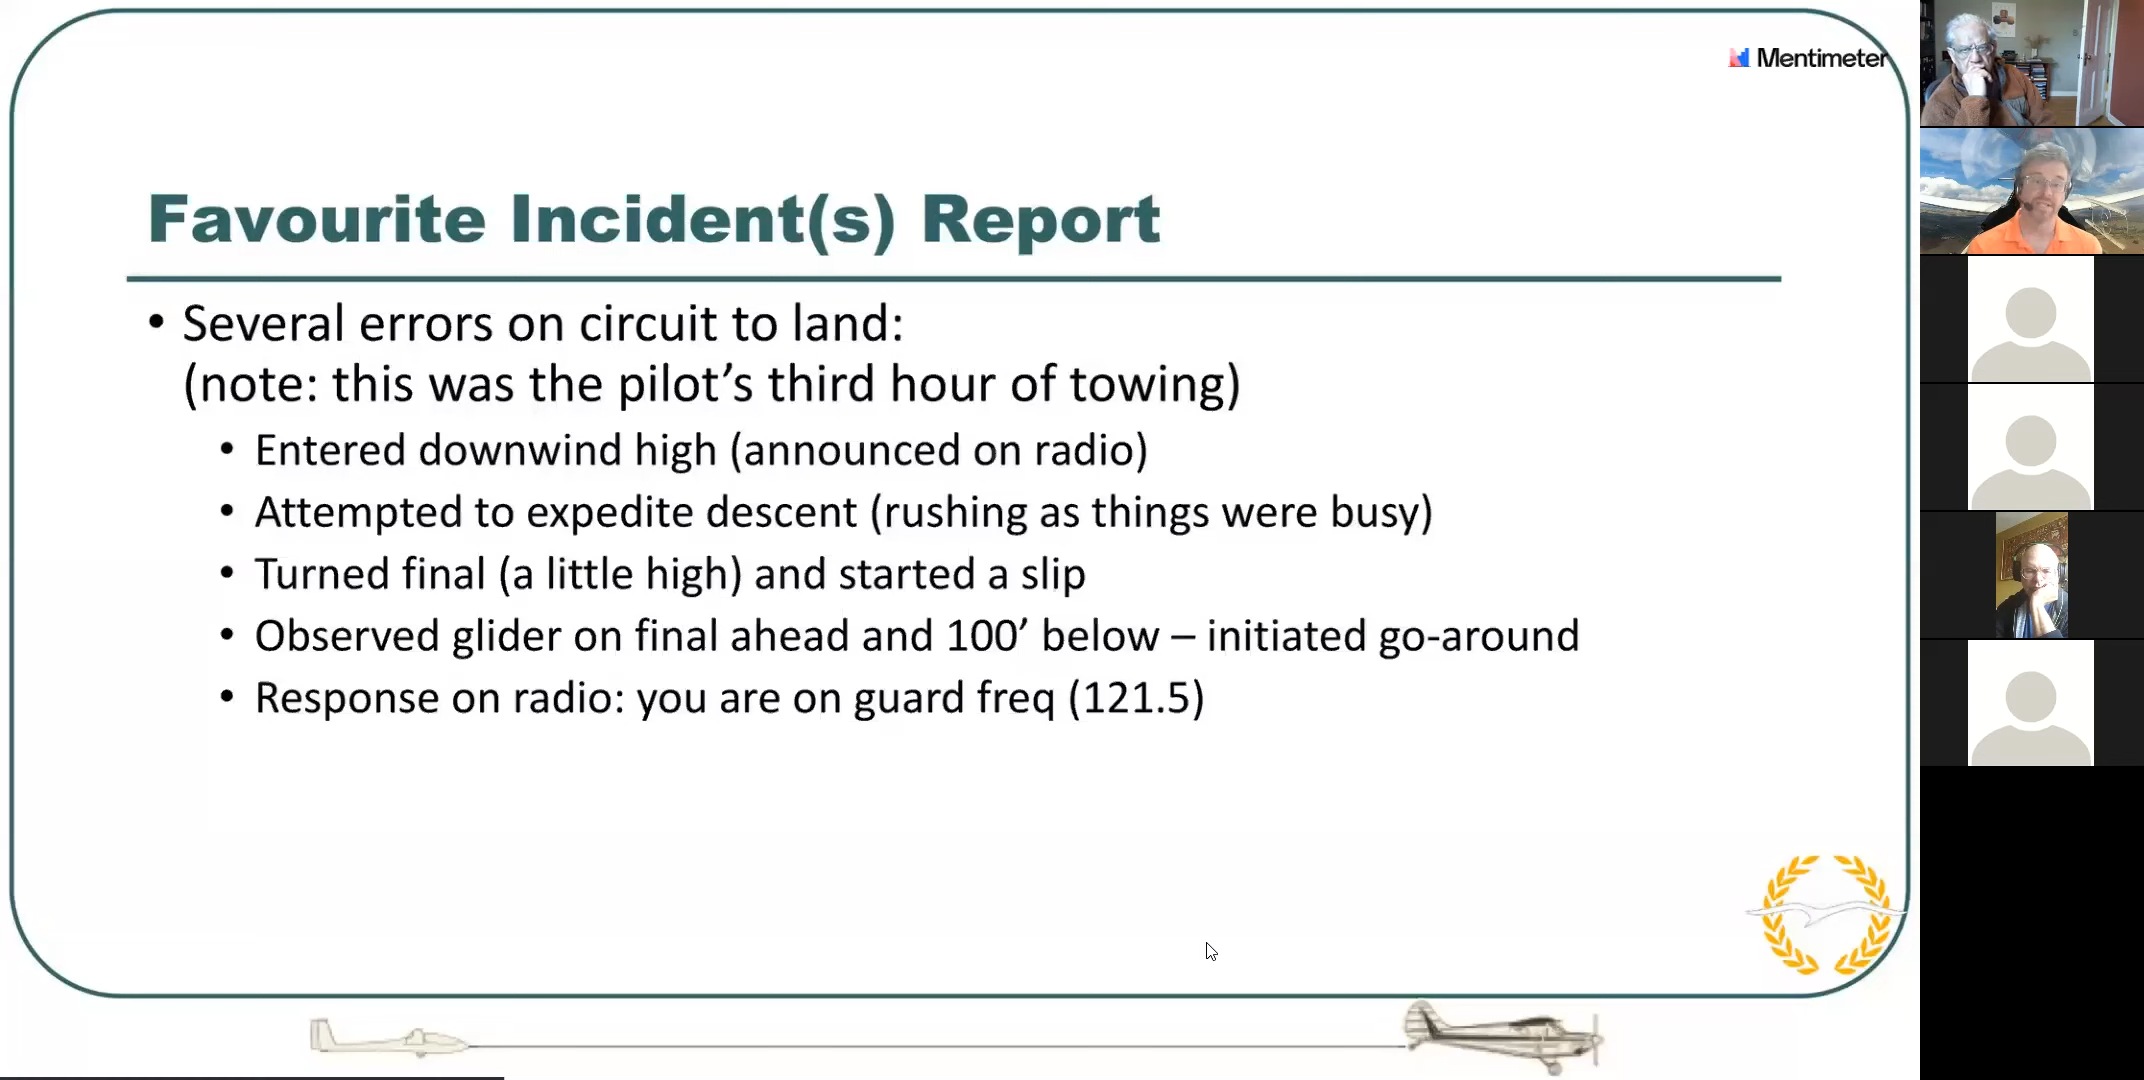 Mentimeter
Favourite Incident(s) Report
• Several errors on circuit to land:
(note: this was the pilot’s third hour of towing)
• Entered downwind high (announced on radio)
• Attempted to expedite descent (rushing as things were busy)
• Turned final (a little high) and started a slip
• Observed glider on final ahead and 100’ below – initiated go-around
• Response on radio: you are on guard freq (121.5)